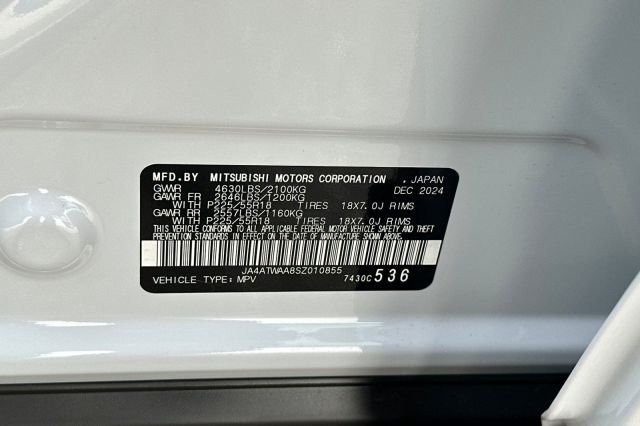 MFD.BY MITSUBISHI MOTORS CORPORATION , JAPAN
GVWR 4630LBS/2100KG DEC 2024
GAWR FR 2646LBS/1200KG
WITH P225/55R18 TIRES 18X7.0J RIMS
GAWR RR 2557LBS/1160KG
WITH P225/55R18 TIRES 18X7.0J RIMS
THIS VEHICLE CONFORMS TO ALL APPLICABLE FEDERAL MOTOR VEHICLE SAFETY AND THEFT
PREVENTION STANDARDS IN EFFECT ON THE DATE OF MANUFACTURE SHOWN ABOVE.
JA4ATWAA8SZ010855
VEHICLE TYPE: MPV 7430C 536